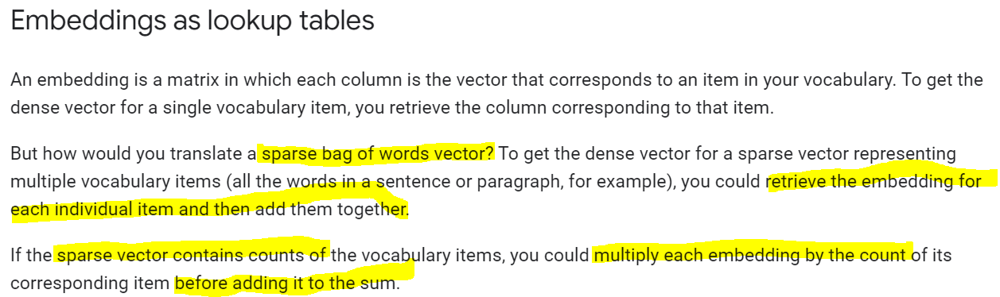 Embeddings as lookup tables
An embedding is a matrix in which each column is the vector that corresponds to an item in your vocabulary. To get the
dense vector for a single vocabulary item, you retrieve the column corresponding to that item.
But how would you translate a sparse bag of words vector? To get the dense vector for a sparse vector representing
multiple vocabulary items (all the words in a sentence or paragraph, for example), you could retrieve the embedding for
each individual item and then add them together.
If the sparse vector contains counts of the vocabulary items, you could multiply each embedding by the count of its
corresponding item before adding it to the sum.